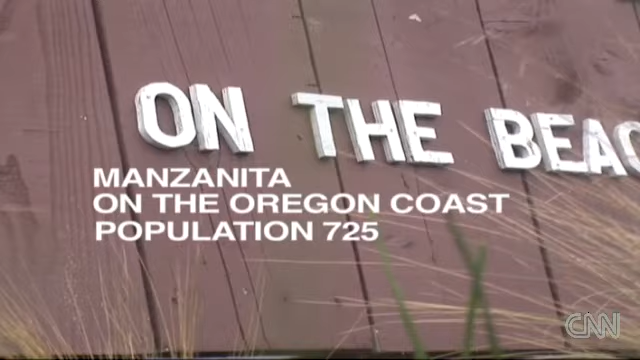 ON THE BEAC
MANZANITA
ON THE OREGON COAST
POPULATION 725
CNN